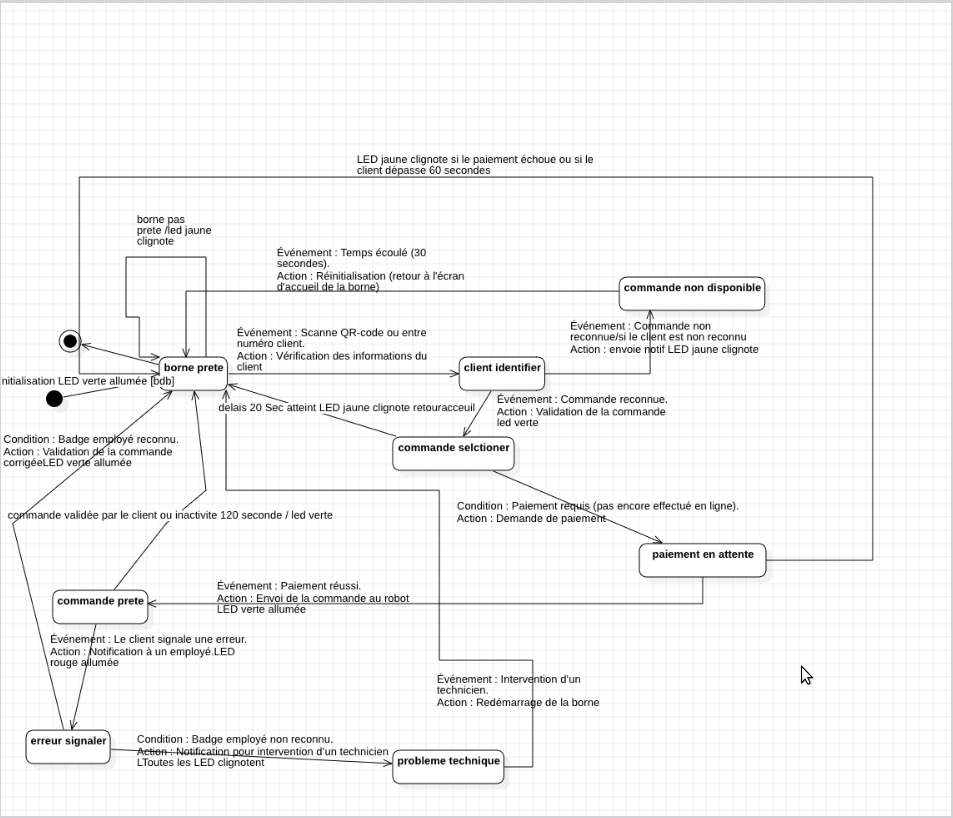 LED jaune clignote si le paiement échoue ou si le
client dépasse 60 secondes
borne pas
prete /led jaune
clignote
Événement : Temps écoulé (30
secondes).
Action : Réinitialisation (retour à l'écran
d'accueil de la borne)
commande non disponible
Événement : Scanne QR-code ou entre
numéro client.
Action : Vérification des informations du
client
Événement : Commande non
reconnue/si le client est non reconnu
Action : envoie notif LED jaune clignote
borne prete
client identifier
nitialisation LED verte allumée [bdb]
Événement : Commande reconnue.
Action : Validation de la commande
led verte
delais 20 Sec atteint LED jaune clignote retouracceuil
Condition : Badge employé reconnu.
Action : Validation de la commande
corrigéeLED verte allumée
commande selctioner
Condition : Paiement requis (pas encore effectué en ligne).
Action : Demande de paiement
commande validée par le client ou inactivite 120 seconde / led verte
paiement en attente
Événement : Paiement réussi.
Action : Envoi de la commande au robot
LED verte allumée
commande prete
Événement : Le client signale une erreur.
Action : Notification à un employé.LED
rouge allumée
Événement : Intervention d'un
technicien.
Action : Redémarrage de la borne
erreur signaler
Condition : Badge employé non reconnu.
Action : Notification pour intervention d'un technicien
LToutes les LED clignotent
probleme technique